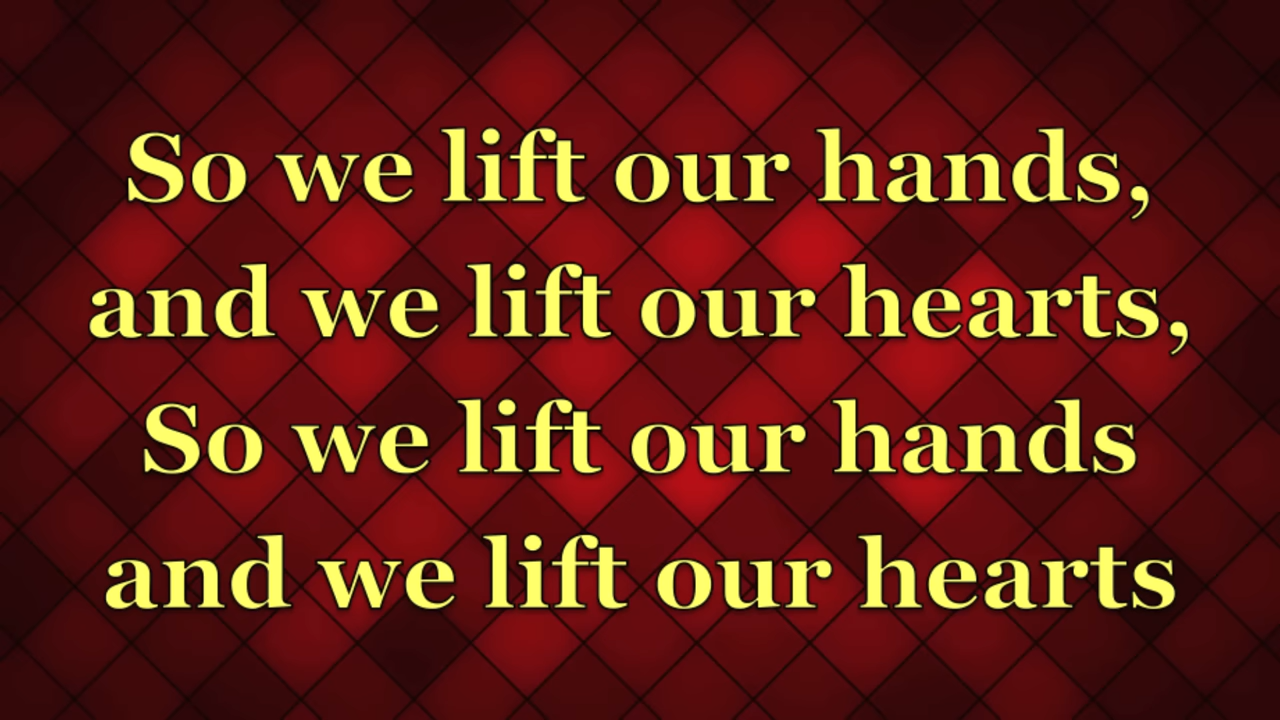 So we lift our hands,
and we lift our hearts,
So we lift our hands
and we lift our hearts